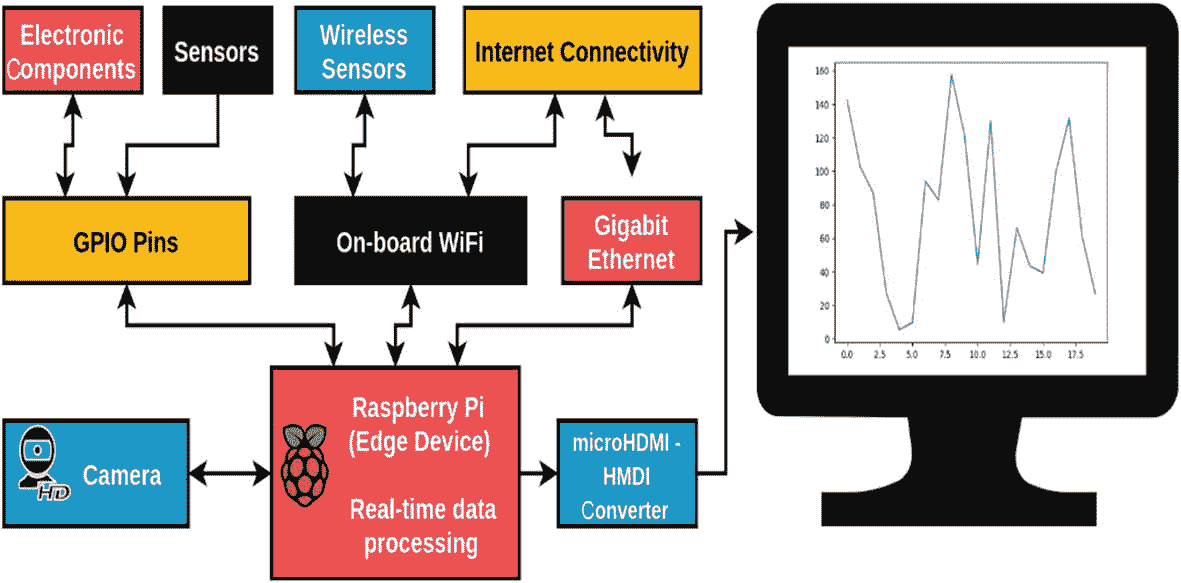 Electronic
Components
Sensors
Wireless
Sensors
Internet Connectivity
GPIO Pins
On-board WiFi
Gigabit
Ethernet
Raspberry Pi
(Edge Device)
Real-time data
processing
HD
Camera
microHDMI -
HMDI
Converter
160
140
120
100
80
60
40
20
0
0.0 2.5 5.0 7.5 10.0 12.5 15.0 17.5